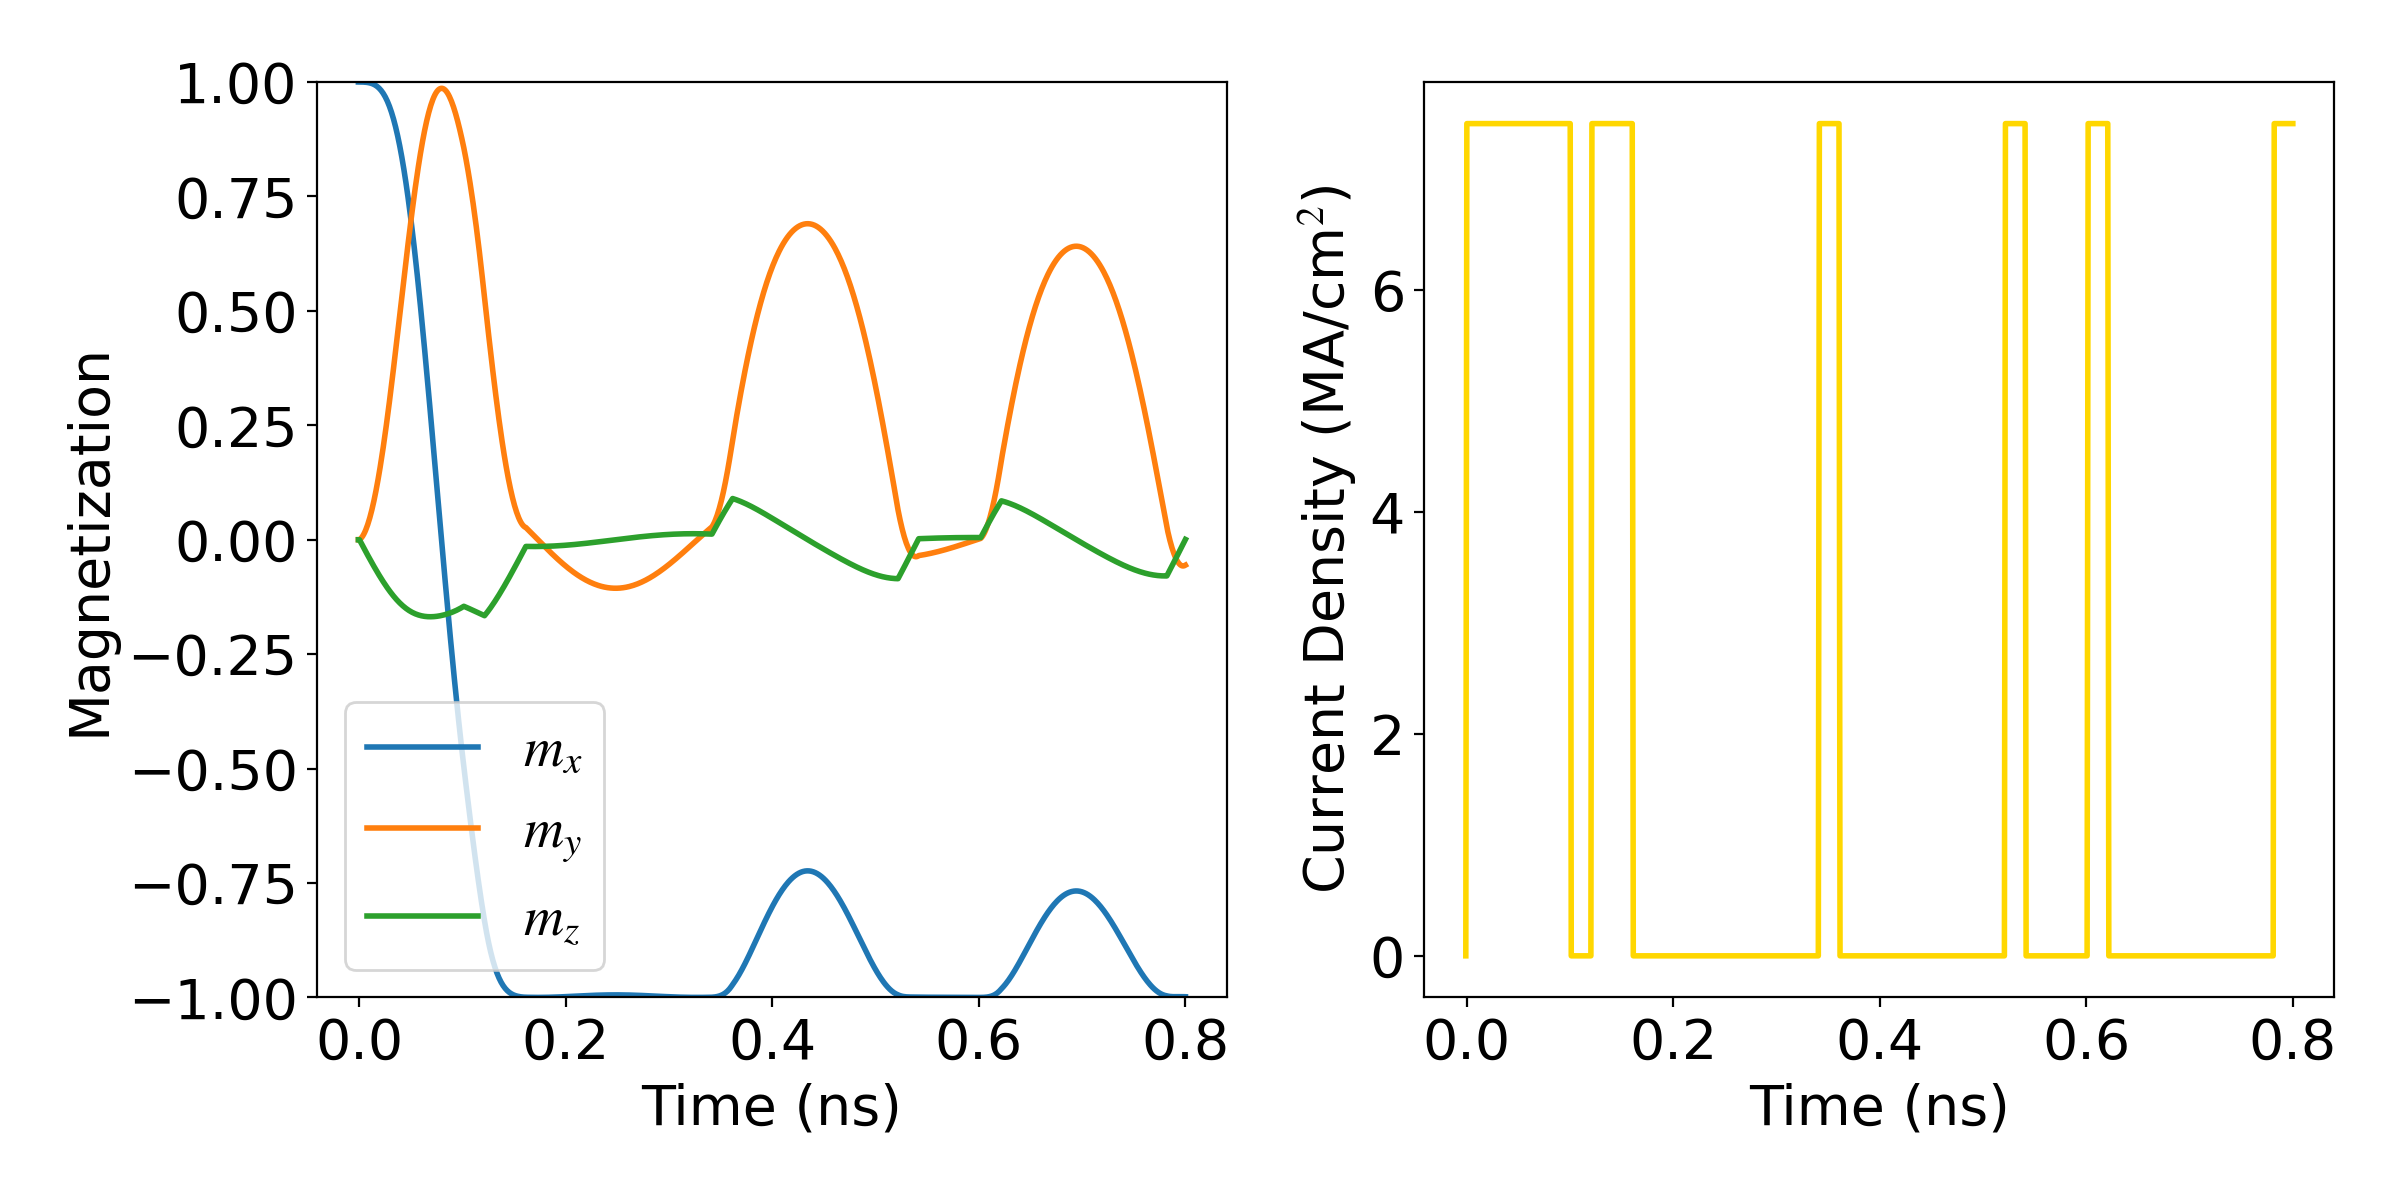 Magnetization
1.00
0.75
0.50
0.25
0.00
−0.25
−0.50
−0.75
−1.00
m_x
m_y
m_z
0.0 0.2 0.4 0.6 0.8
Time (ns)
Current Density (MA/cm²)
6
4
2
0
0.0 0.2 0.4 0.6 0.8
Time (ns)